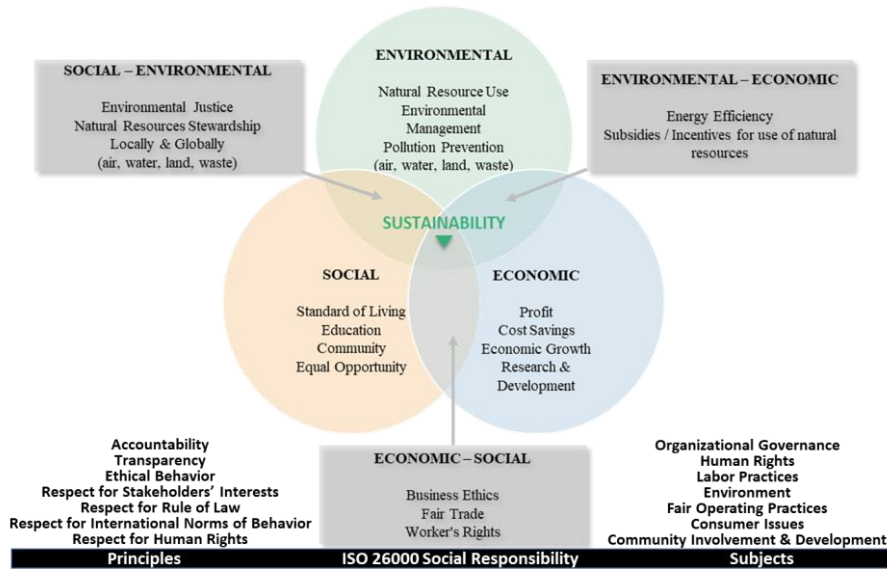 ENVIRONMENTAL
Natural Resource Use
Environmental
Management
Pollution Prevention
(air, water, land, waste)
SOCIAL – ENVIRONMENTAL
Environmental Justice
Natural Resources Stewardship
Locally & Globally
(air, water, land, waste)
ENVIRONMENTAL – ECONOMIC
Energy Efficiency
Subsidies / Incentives for use of natural
resources
SUSTAINABILITY
SOCIAL
Standard of Living
Education
Community
Equal Opportunity
ECONOMIC
Profit
Cost Savings
Economic Growth
Research &
Development
Accountability
Transparency
Ethical Behavior
Respect for Stakeholders’ Interests
Respect for Rule of Law
Respect for International Norms of Behavior
Respect for Human Rights
ECONOMIC – SOCIAL
Business Ethics
Fair Trade
Worker's Rights
Organizational Governance
Human Rights
Labor Practices
Environment
Fair Operating Practices
Consumer Issues
Community Involvement & Development
Principles ISO 26000 Social Responsibility Subjects